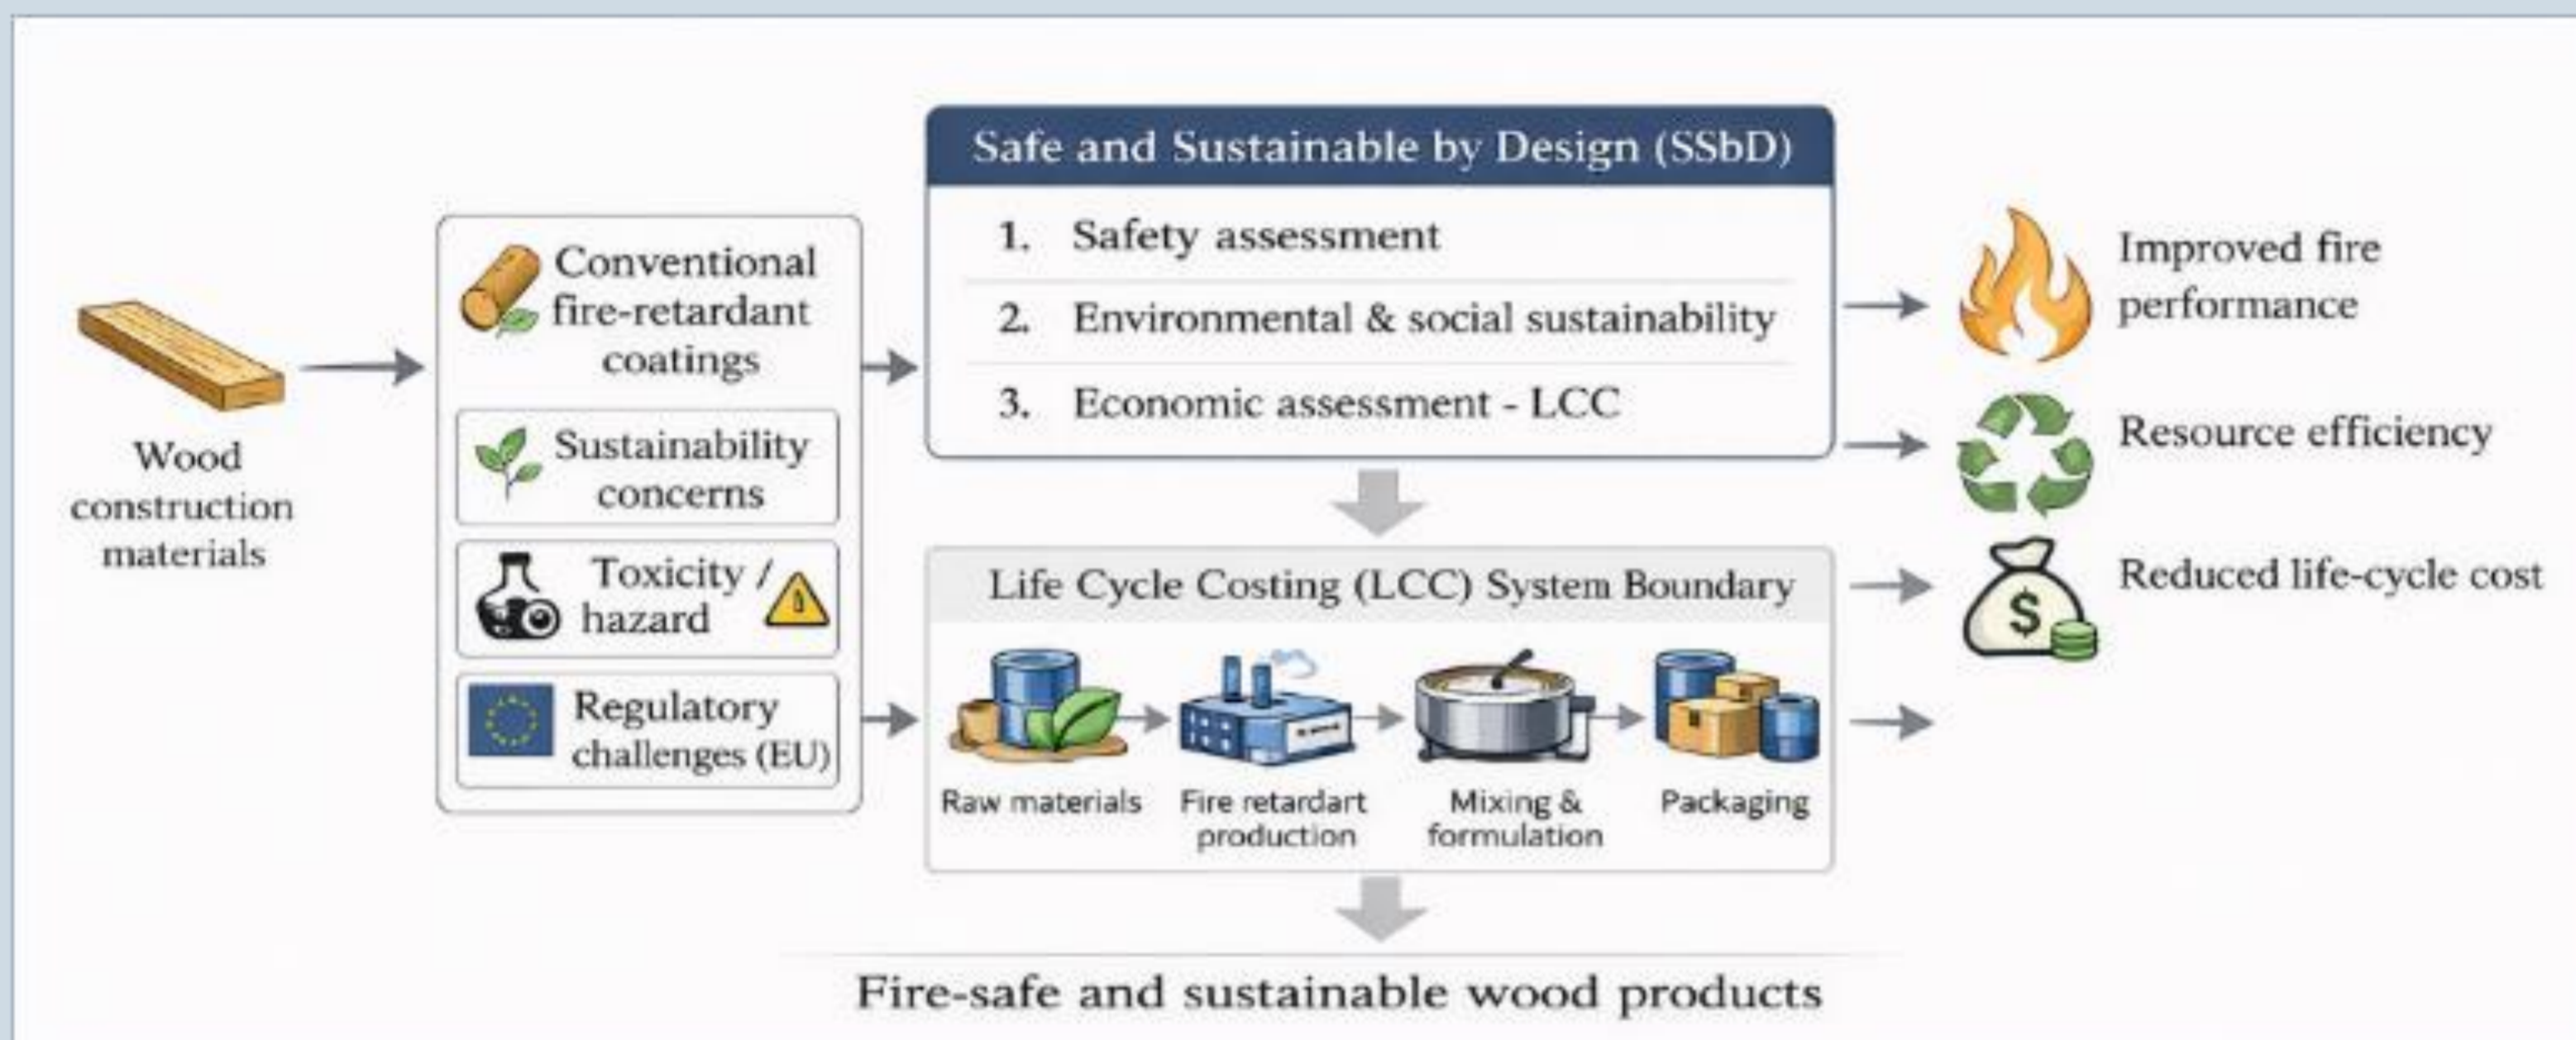 Wood
construction
materials
Conventional
fire-retardant
coatings
Sustainability
concerns
Toxicity /
hazard
Regulatory
challenges (EU)
Safe and Sustainable by Design (SSbD)
1. Safety assessment
2. Environmental & social sustainability
3. Economic assessment - LCC
Life Cycle Costing (LCC) System Boundary
Raw materials
Fire retardart
production
Mixing &
formulation
Packaging
Improved fire
performance
Resource efficiency
$
Reduced life-cycle cost
Fire-safe and sustainable wood products